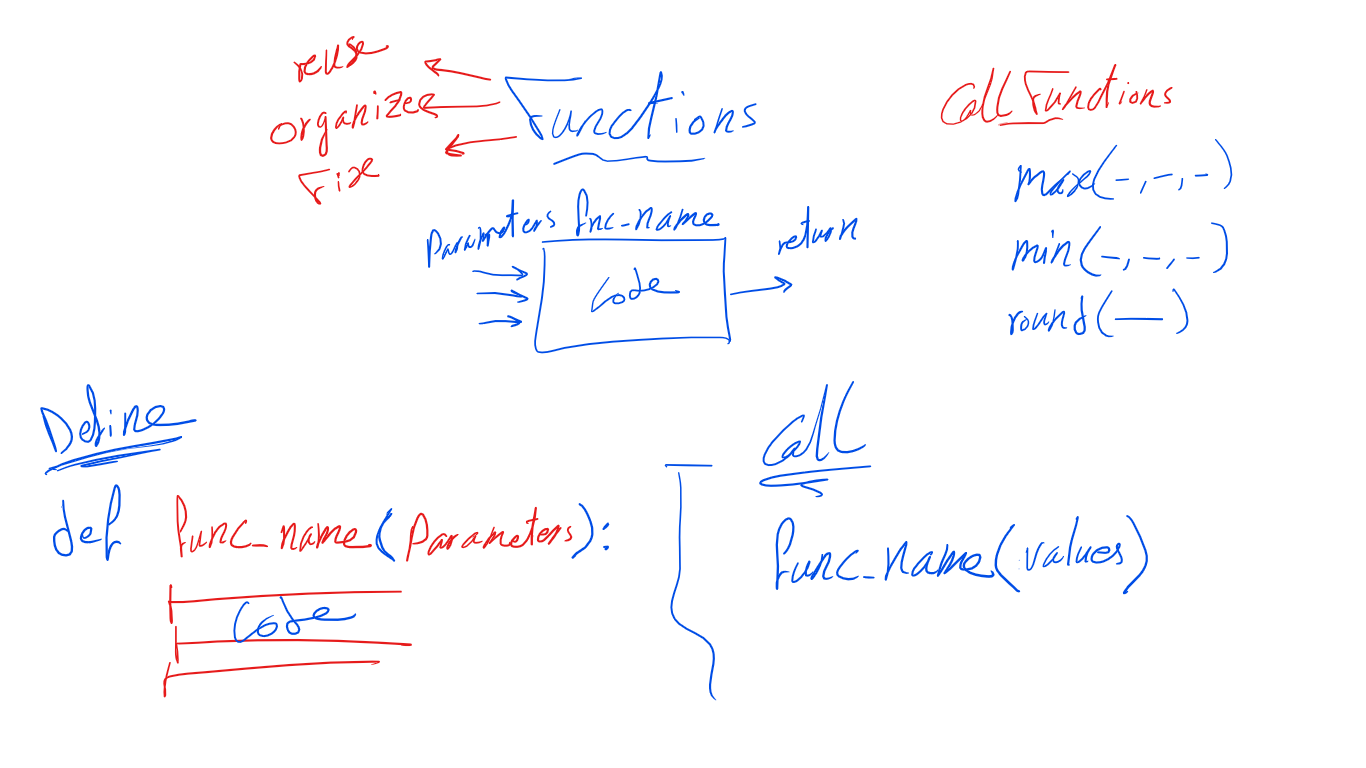 reuse
organize
Fix
Functions
Call Functions
max(-,-,-)
min(-,-,-)
round(—)
Parameters fnc_name
return
Code
Define
def func_name(Parameters):
Code
Call
func_name(values)